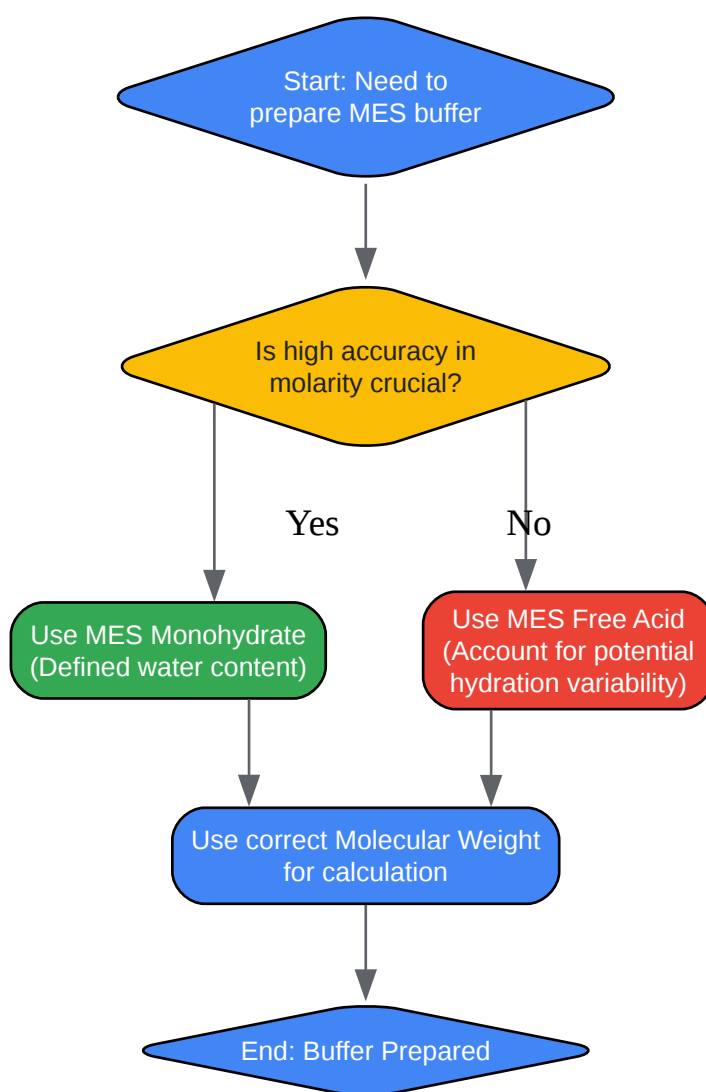 Start: Need to
prepare MES buffer
Is high accuracy in
molarity crucial?
Yes
No
Use MES Monohydrate
(Defined water content)
Use MES Free Acid
(Account for potential
hydration variability)
Use correct Molecular Weight
for calculation
End: Buffer Prepared